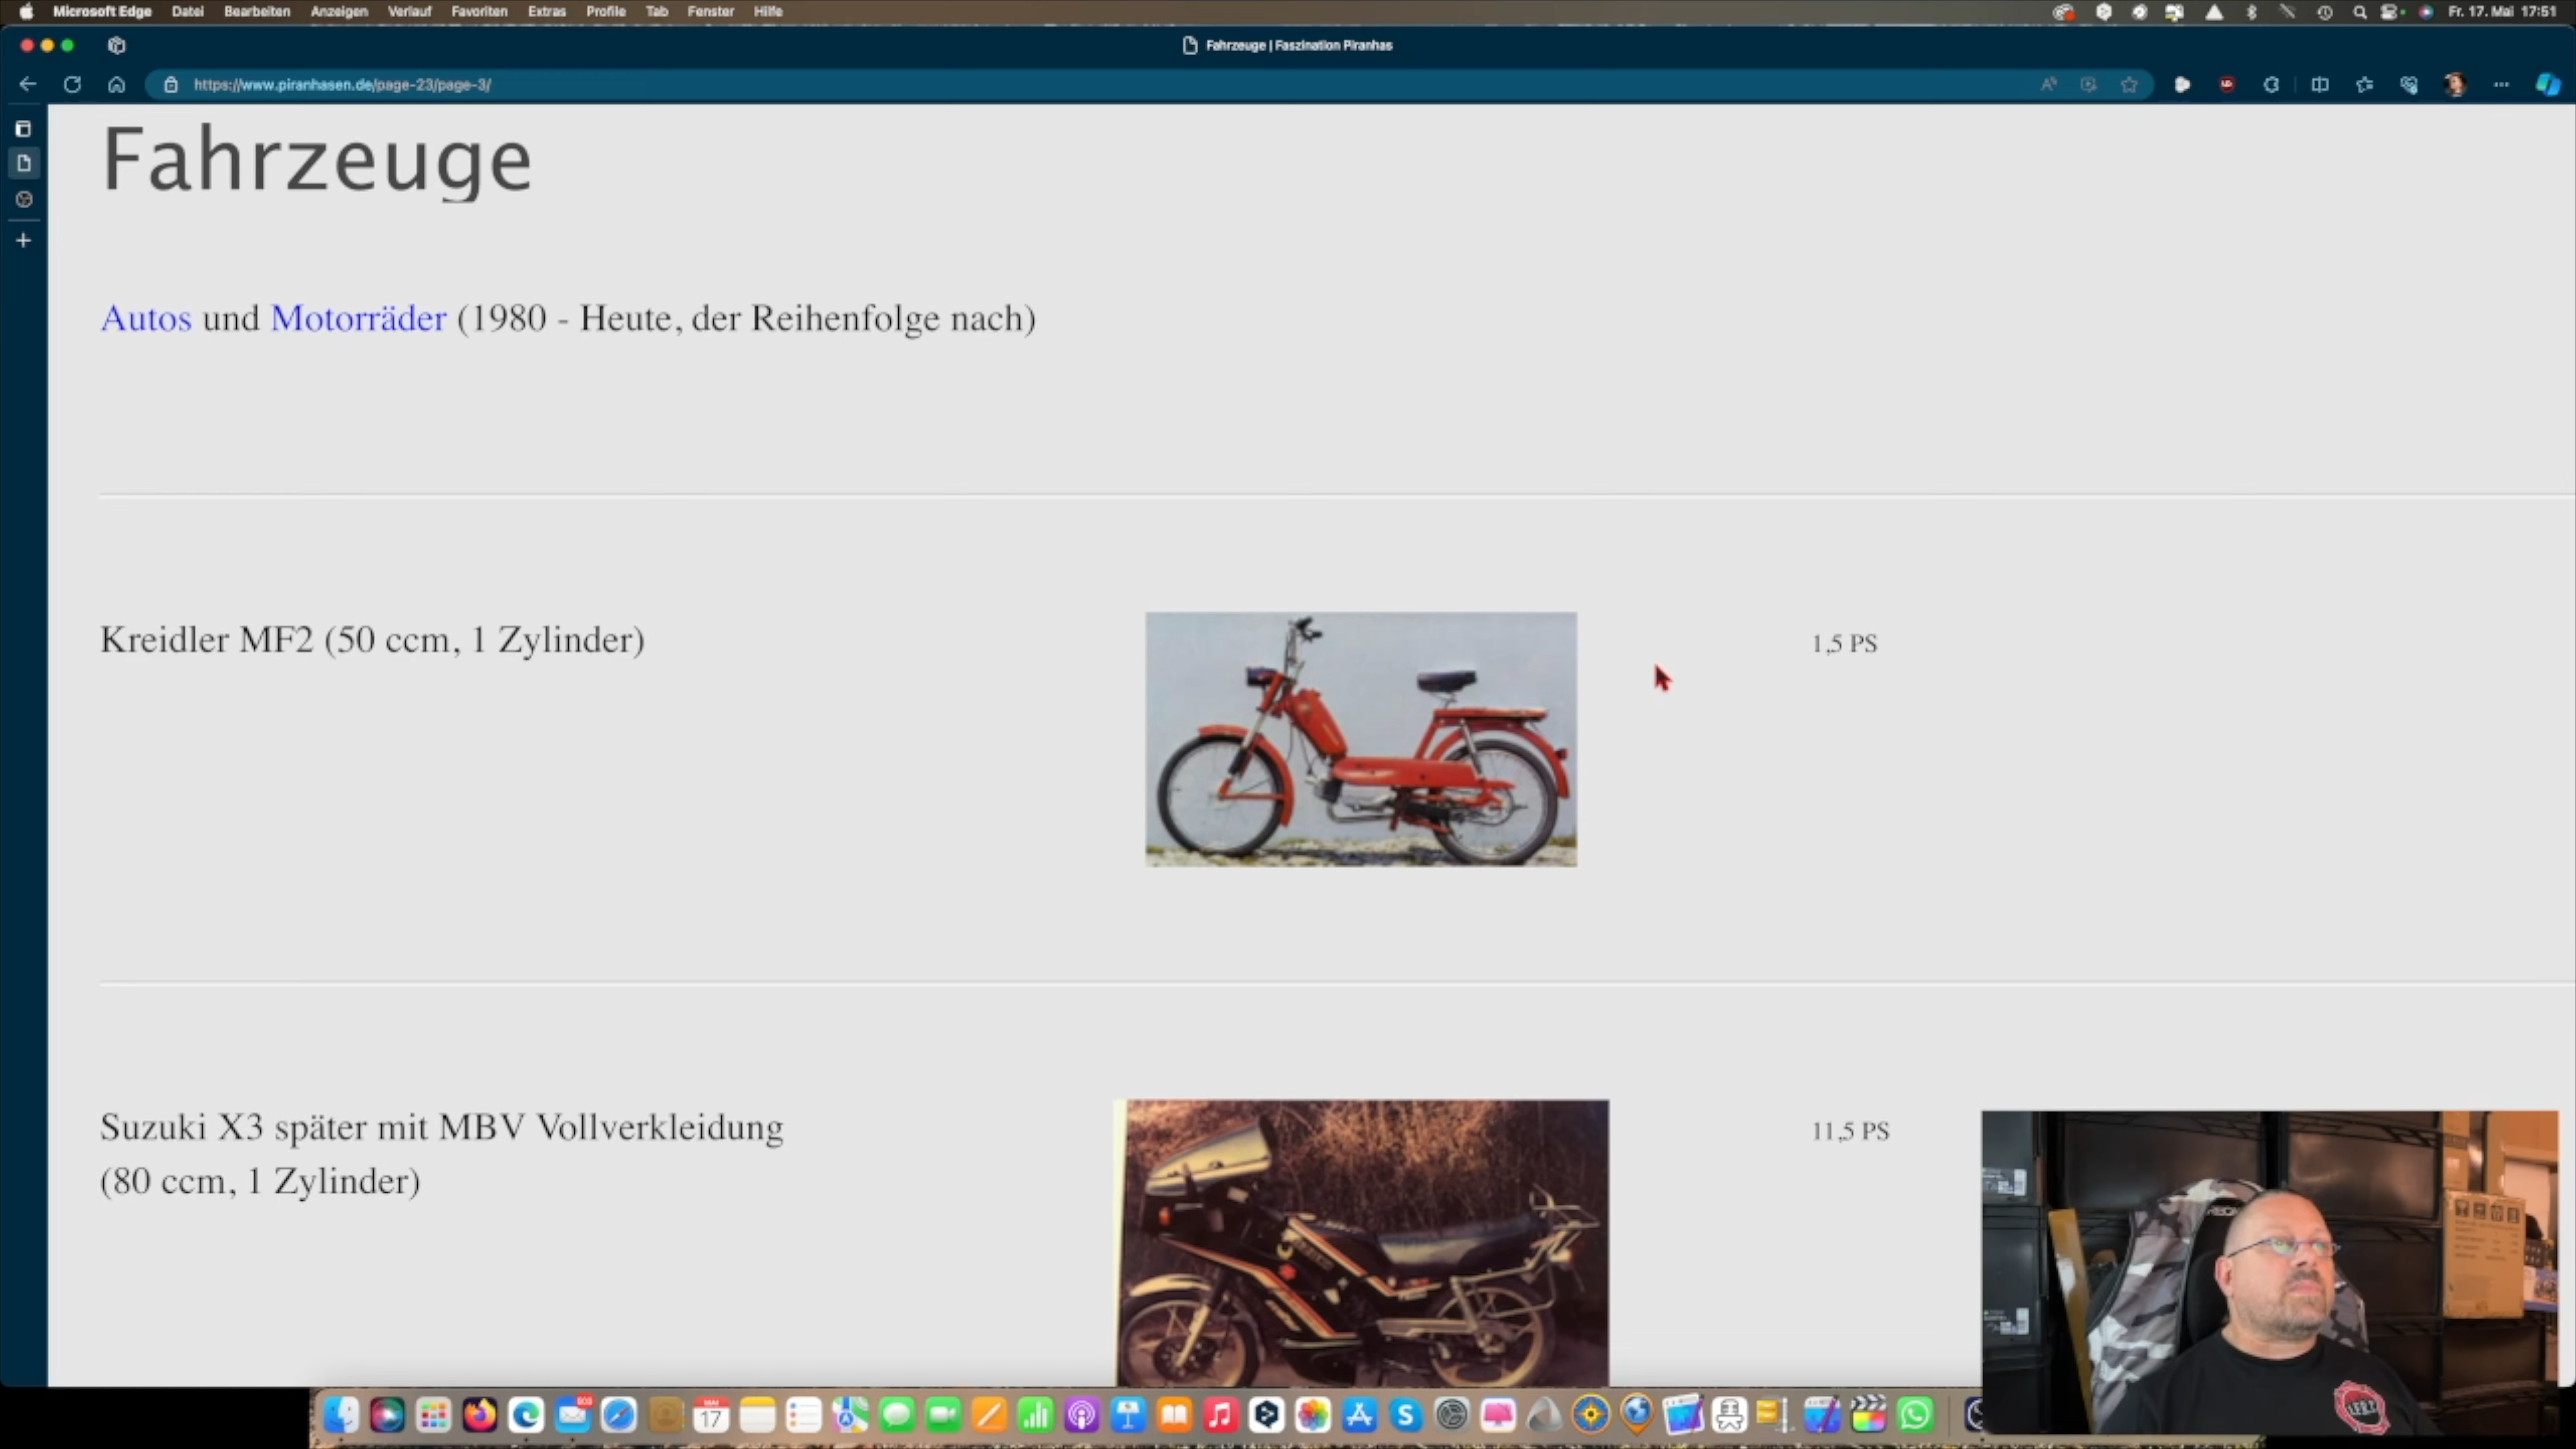 Microsoft Edge Datei Bearbeiten Anzeigen Verlauf Favoriten Extras Profile Tab Fenster Hilfe Fr. 17. Mai 17:51
Fahrzeuge | Faszination Piranhas
https://www.piranhasen.de/page-23/page-3/
Fahrzeuge
Autos und Motorräder (1980 - Heute, der Reihenfolge nach)
Kreidler MF2 (50 ccm, 1 Zylinder)
1,5 PS
Suzuki X3 später mit MBV Vollverkleidung
(80 ccm, 1 Zylinder)
11,5 PS
MAI
17